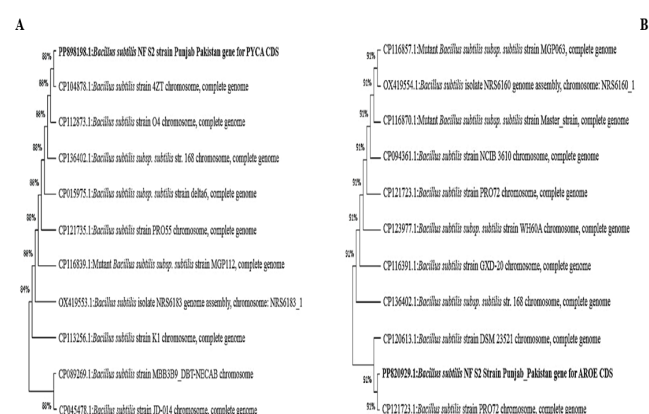 A
B
88%
PP898198.1:Bacillus subtilis NF S2 strain Punjab Pakistan gene for PYCA CDS
88%
CP104878.1:Bacillus subtilis strain 4ZT chromosome, complete genome
88%
CP112873.1:Bacillus subtilis strain O4 chromosome, complete genome
88%
CP136402.1:Bacillus subtilis subsp. subtilis str. 168 chromosome, complete genome
88%
CP015975.1:Bacillus subtilis subsp. subtilis strain delta6, complete genome
88%
CP121735.1:Bacillus subtilis strain PRO55 chromosome, complete genome
88%
CP116839.1:Mutant Bacillus subtilis subsp. subtilis strain MGP112, complete genome
84%
OX419553.1:Bacillus subtilis isolate NRS6183 genome assembly, chromosome: NRS6183_1
CP113256.1:Bacillus subtilis strain K1 chromosome, complete genome
CP089269.1:Bacillus subtilis strain MBB3B9_DBT-NECAB chromosome
88%
CP045478.1:Bacillus subtilis strain JD-014 chromosome, complete genome
91%
CP116857.1:Mutant Bacillus subtilis subsp. subtilis strain MGP063, complete genome
91%
OX419554.1:Bacillus subtilis isolate NRS6160 genome assembly, chromosome: NRS6160_1
91%
CP116870.1:Mutant Bacillus subtilis subsp. subtilis strain Master_strain, complete genome
91%
CP094361.1:Bacillus subtilis strain NCIB 3610 chromosome, complete genome
91%
CP121723.1:Bacillus subtilis strain PRO72 chromosome, complete genome
91%
CP123977.1:Bacillus subtilis subsp. subtilis strain WH60A chromosome, complete genome
91%
CP116391.1:Bacillus subtilis strain GXD-20 chromosome, complete genome
CP136402.1:Bacillus subtilis subsp. subtilis str. 168 chromosome, complete genome
CP120613.1:Bacillus subtilis strain DSM 23521 chromosome, complete genome
91%
PP820929.1:Bacillus subtilis NF S2 Strain Punjab_Pakistan gene for AROE CDS
91%
CP121723.1:Bacillus subtilis strain PRO72 chromosome, complete genome